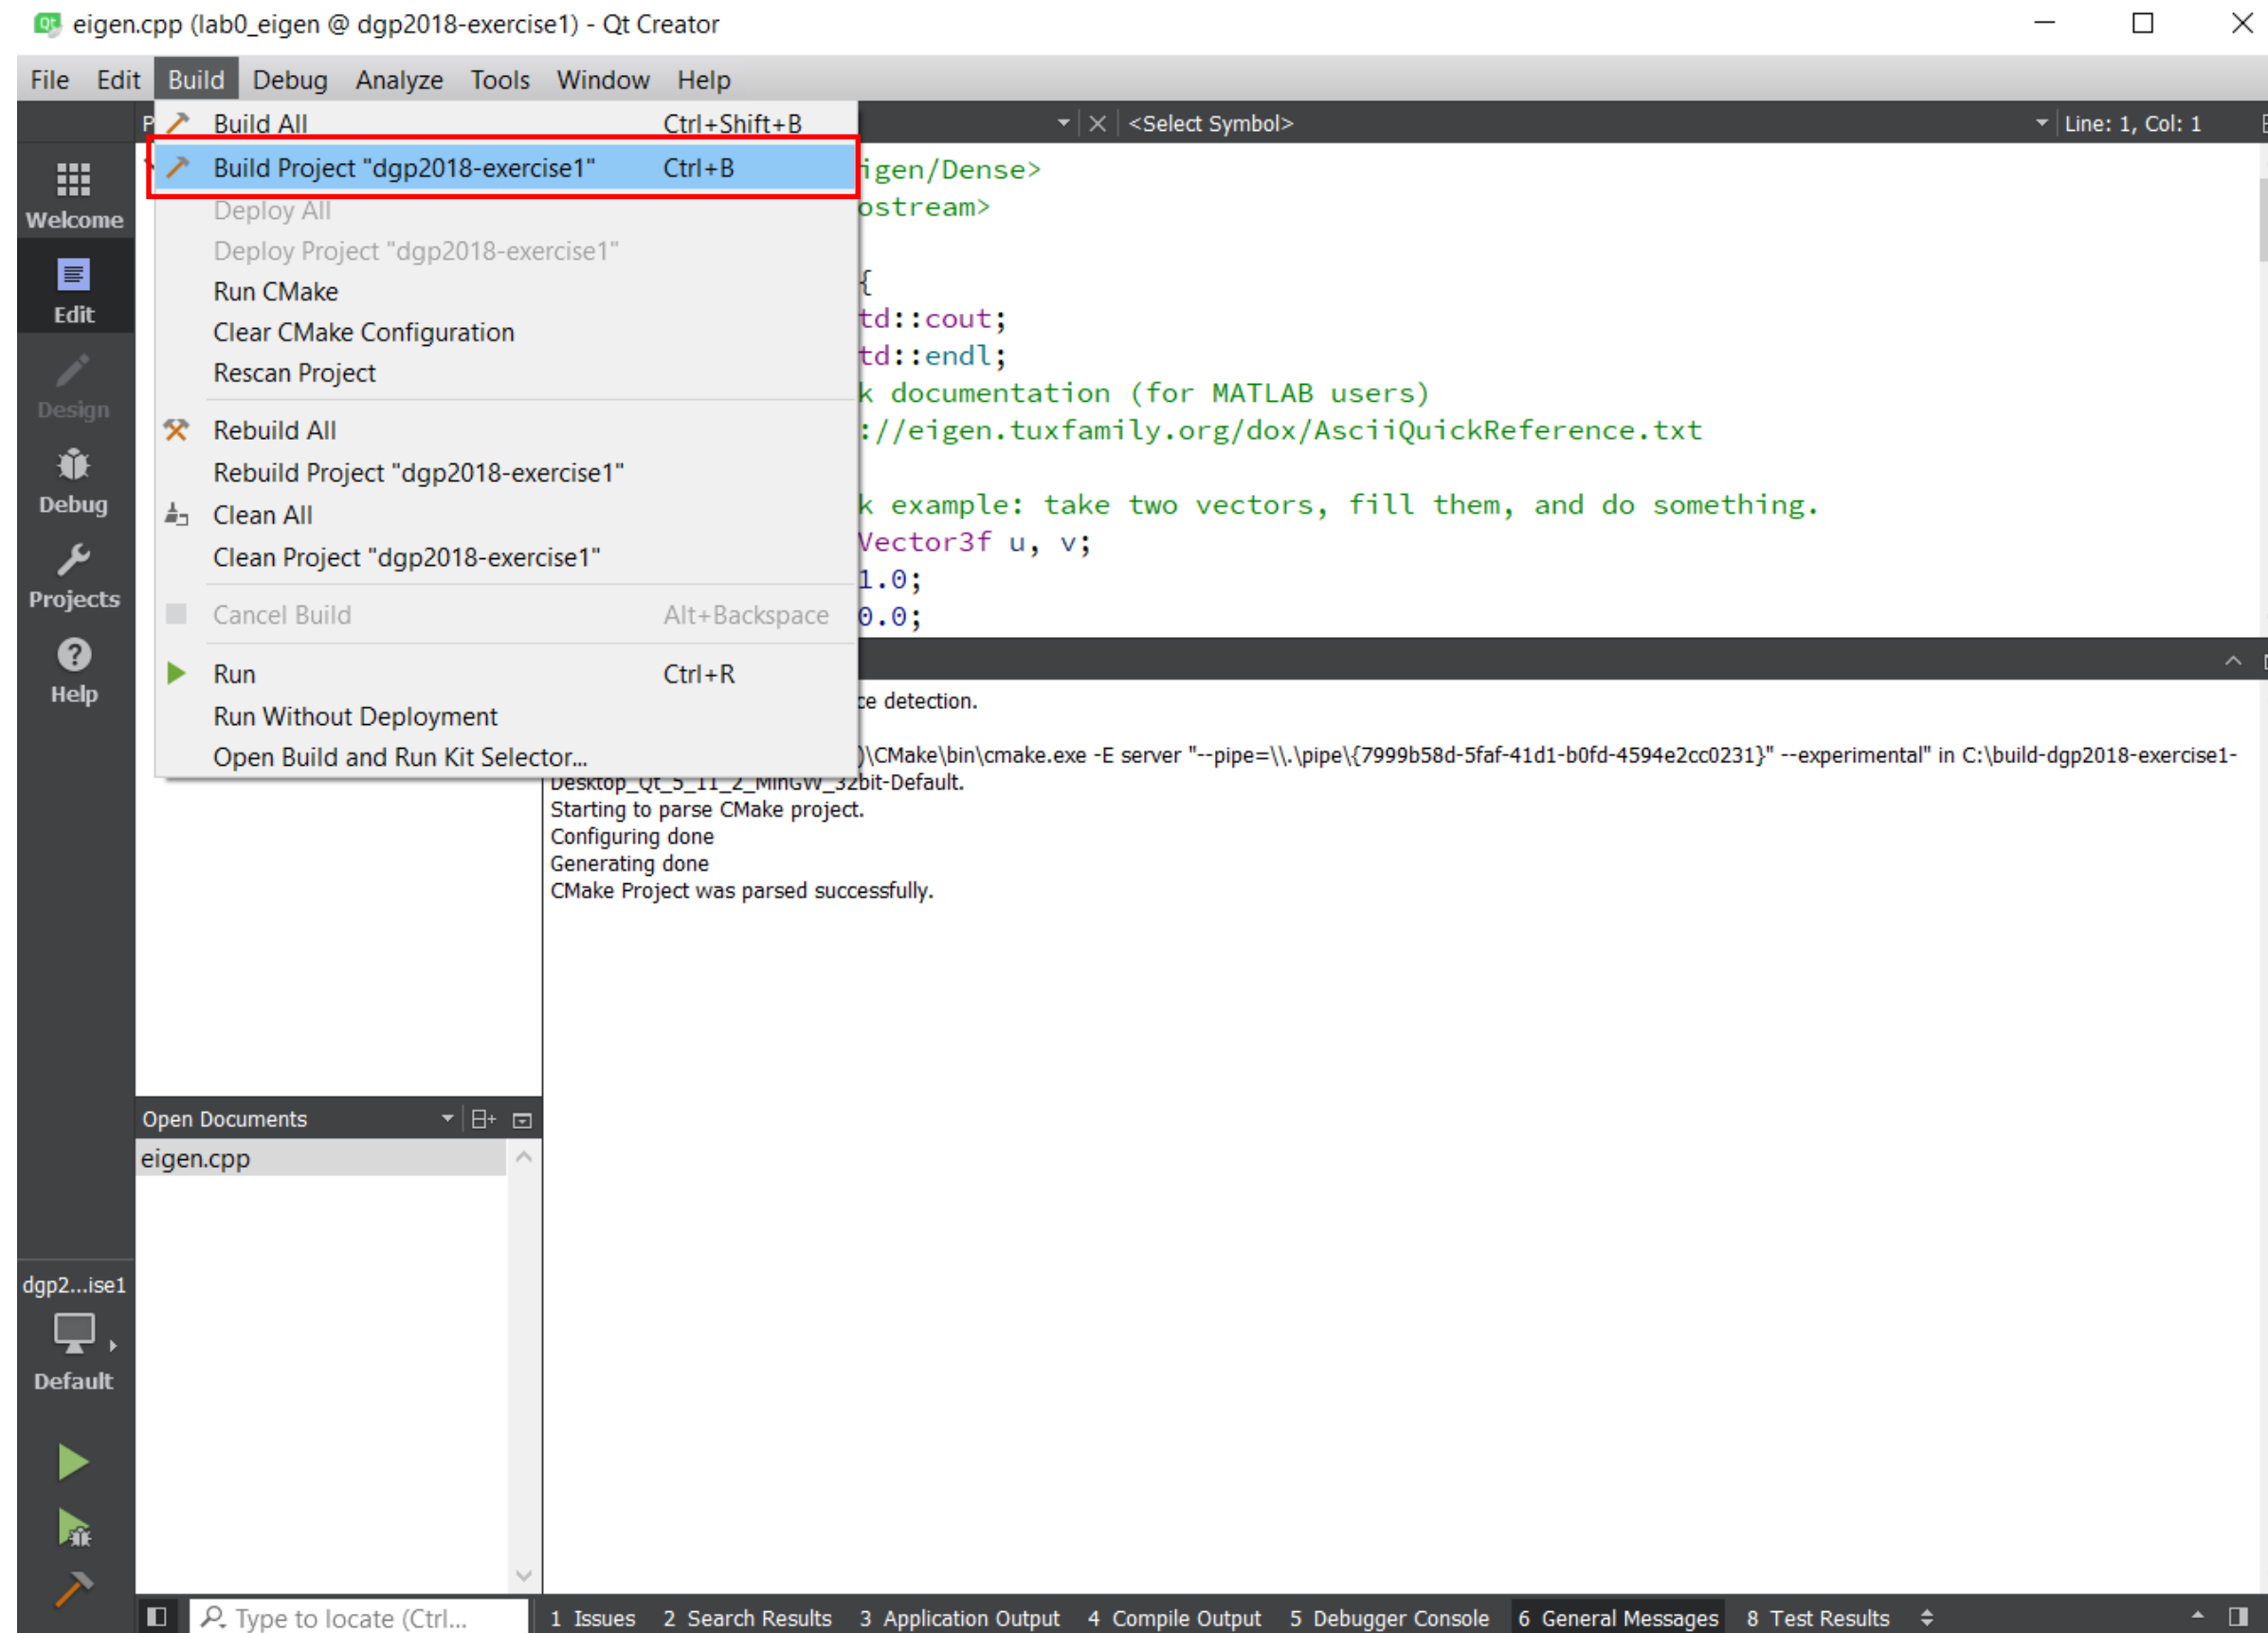 eigen.cpp (lab0_eigen @ dgp2018-exercise1) - Qt Creator
File Edit Build Debug Analyze Tools Window Help
<Select Symbol> Line: 1, Col: 1
Build All Ctrl+Shift+B
Build Project "dgp2018-exercise1" Ctrl+B
Deploy All
Deploy Project "dgp2018-exercise1"
Run CMake
Clear CMake Configuration
Rescan Project
Rebuild All
Rebuild Project "dgp2018-exercise1"
Clean All
Clean Project "dgp2018-exercise1"
Cancel Build Alt+Backspace
Run Ctrl+R
Run Without Deployment
Open Build and Run Kit Selector...
Welcome
Edit
Design
Debug
Projects
Help
igen/Dense>
ostream>
{
td::cout;
td::endl;
k documentation (for MATLAB users)
://eigen.tuxfamily.org/dox/AsciiQuickReference.txt
k example: take two vectors, fill them, and do something.
Vector3f u, v;
1.0;
0.0;
ce detection.
)\CMake\bin\cmake.exe -E server "--pipe=\\.\pipe\{7999b58d-5faf-41d1-b0fd-4594e2cc0231}" --experimental" in C:\build-dgp2018-exercise1-
Desktop_Qt_5_11_2_MinGW_32bit-Default.
Starting to parse CMake project.
Configuring done
Generating done
CMake Project was parsed successfully.
Open Documents
eigen.cpp
dgp2...ise1
Default
Type to locate (Ctrl...
1 Issues 2 Search Results 3 Application Output 4 Compile Output 5 Debugger Console 6 General Messages 8 Test Results